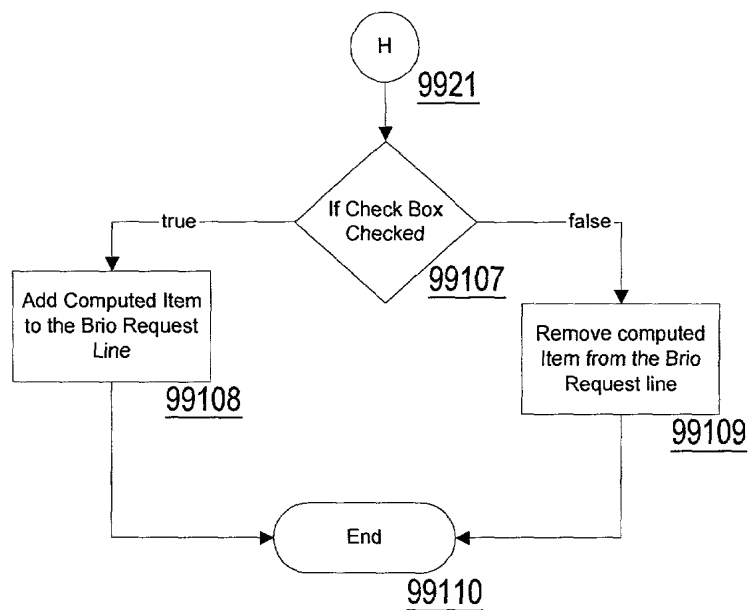 H
9921
If Check Box
Checked
true
false
99107
Add Computed Item
to the Brio Request
Line
99108
Remove computed
Item from the Brio
Request line
99109
End
99110